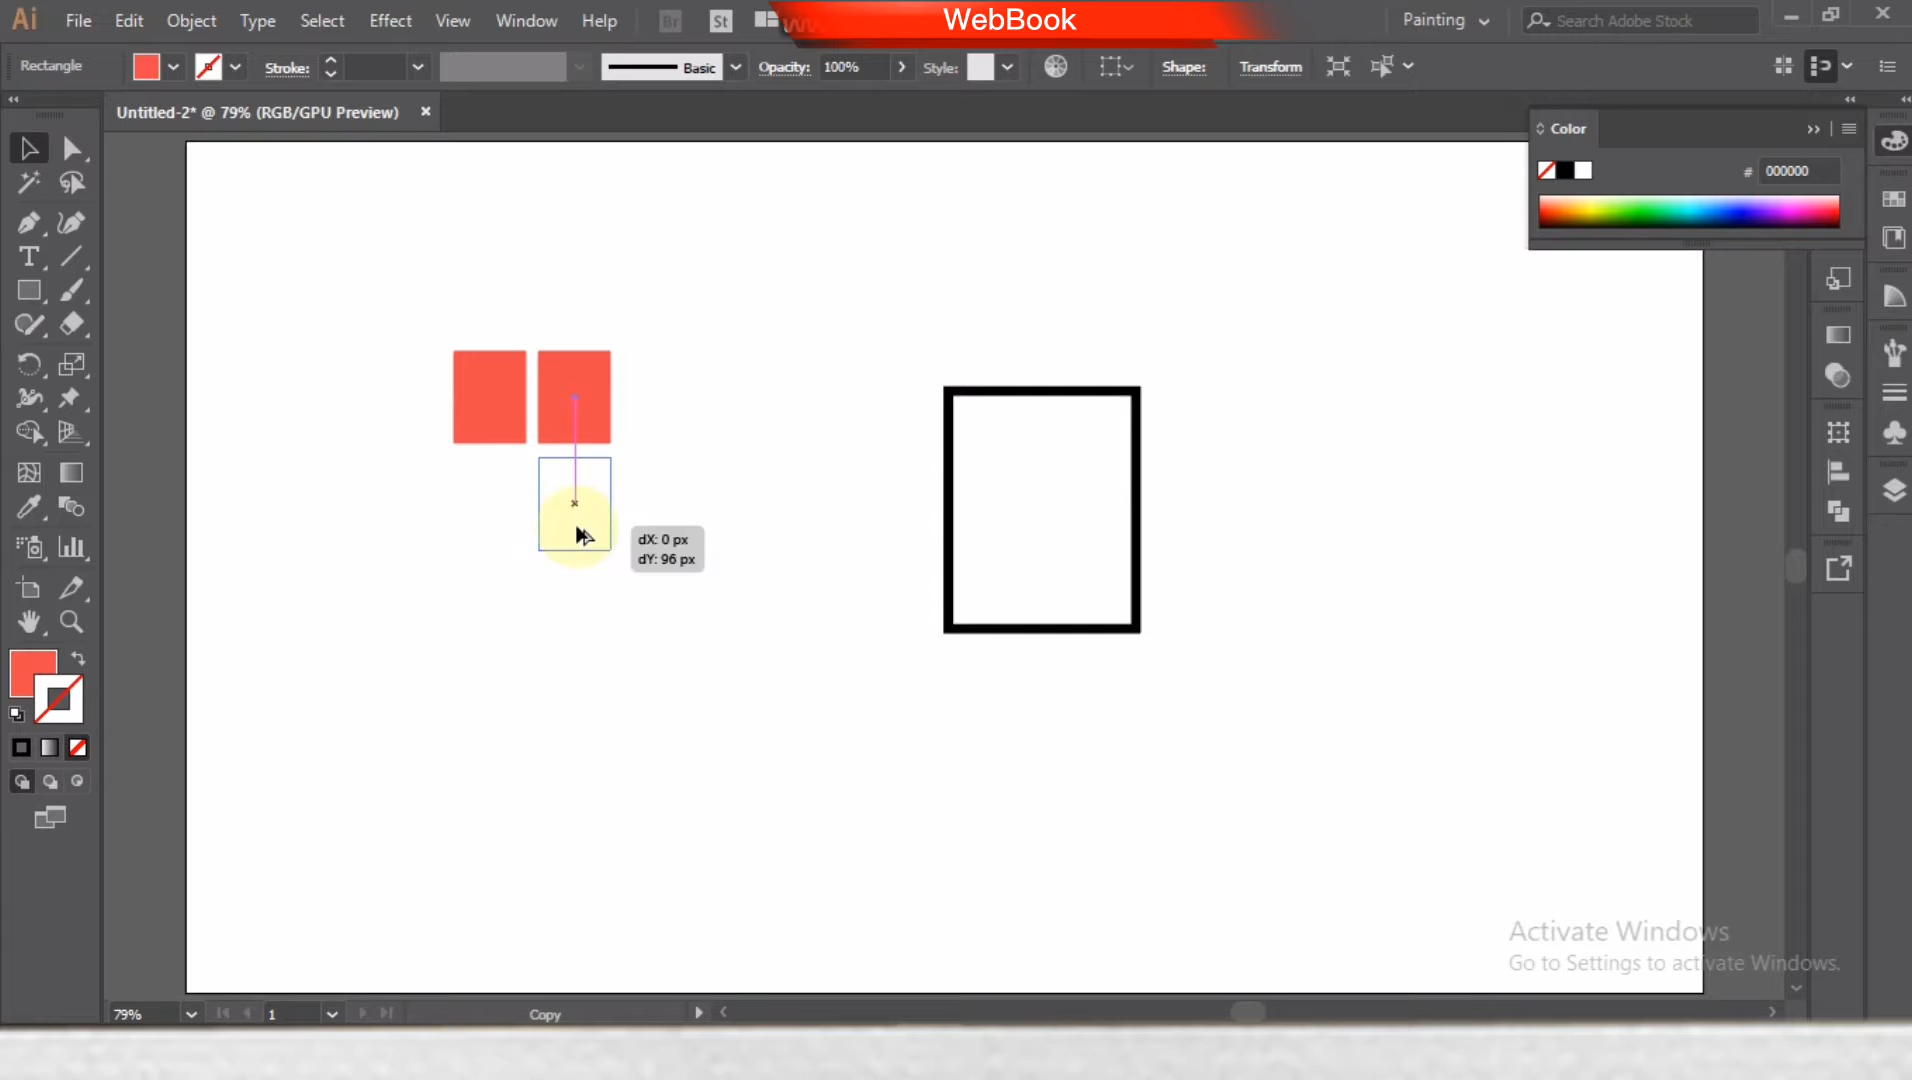 WebBook
Ai File Edit Object Type Select Effect View Window Help Br St Painting Search Adobe Stock
Rectangle Stroke: Basic Opacity: 100% Style: Shape: Transform
Untitled-2* @ 79% (RGB/GPU Preview)
Color
# 000000
dX: 0 px
dY: 96 px
Activate Windows
Go to Settings to activate Windows.
79% 1 Copy